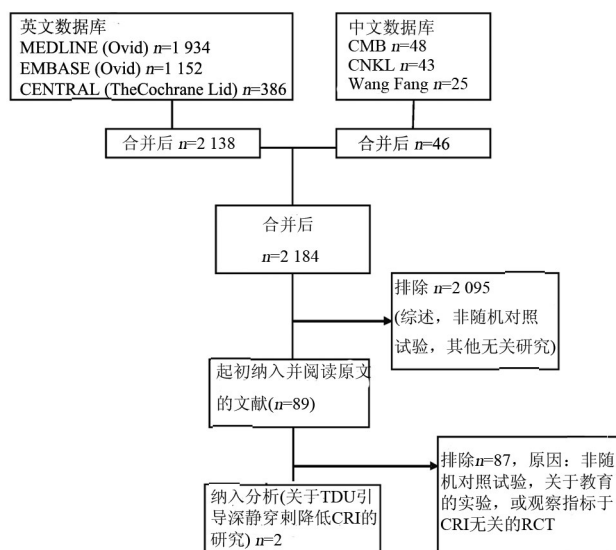 英文数据库
MEDLINE (Ovid) n=1 934
EMBASE (Ovid) n=1 152
CENTRAL (TheCochrane Lid) n=386
中文数据库
CMB n=48
CNKL n=43
Wang Fang n=25
合并后 n=2 138
合并后 n=46
合并后
n=2 184
排除 n=2 095
(综述，非随机对照
试验，其他无关研究)
起初纳入并阅读原文
的文献(n=89)
排除n=87，原因：非随
机对照试验，关于教育
的实验，或观察指标于
CRI无关的RCT
纳入分析(关于TDU引
导深静穿刺降低CRI的
研究) n=2